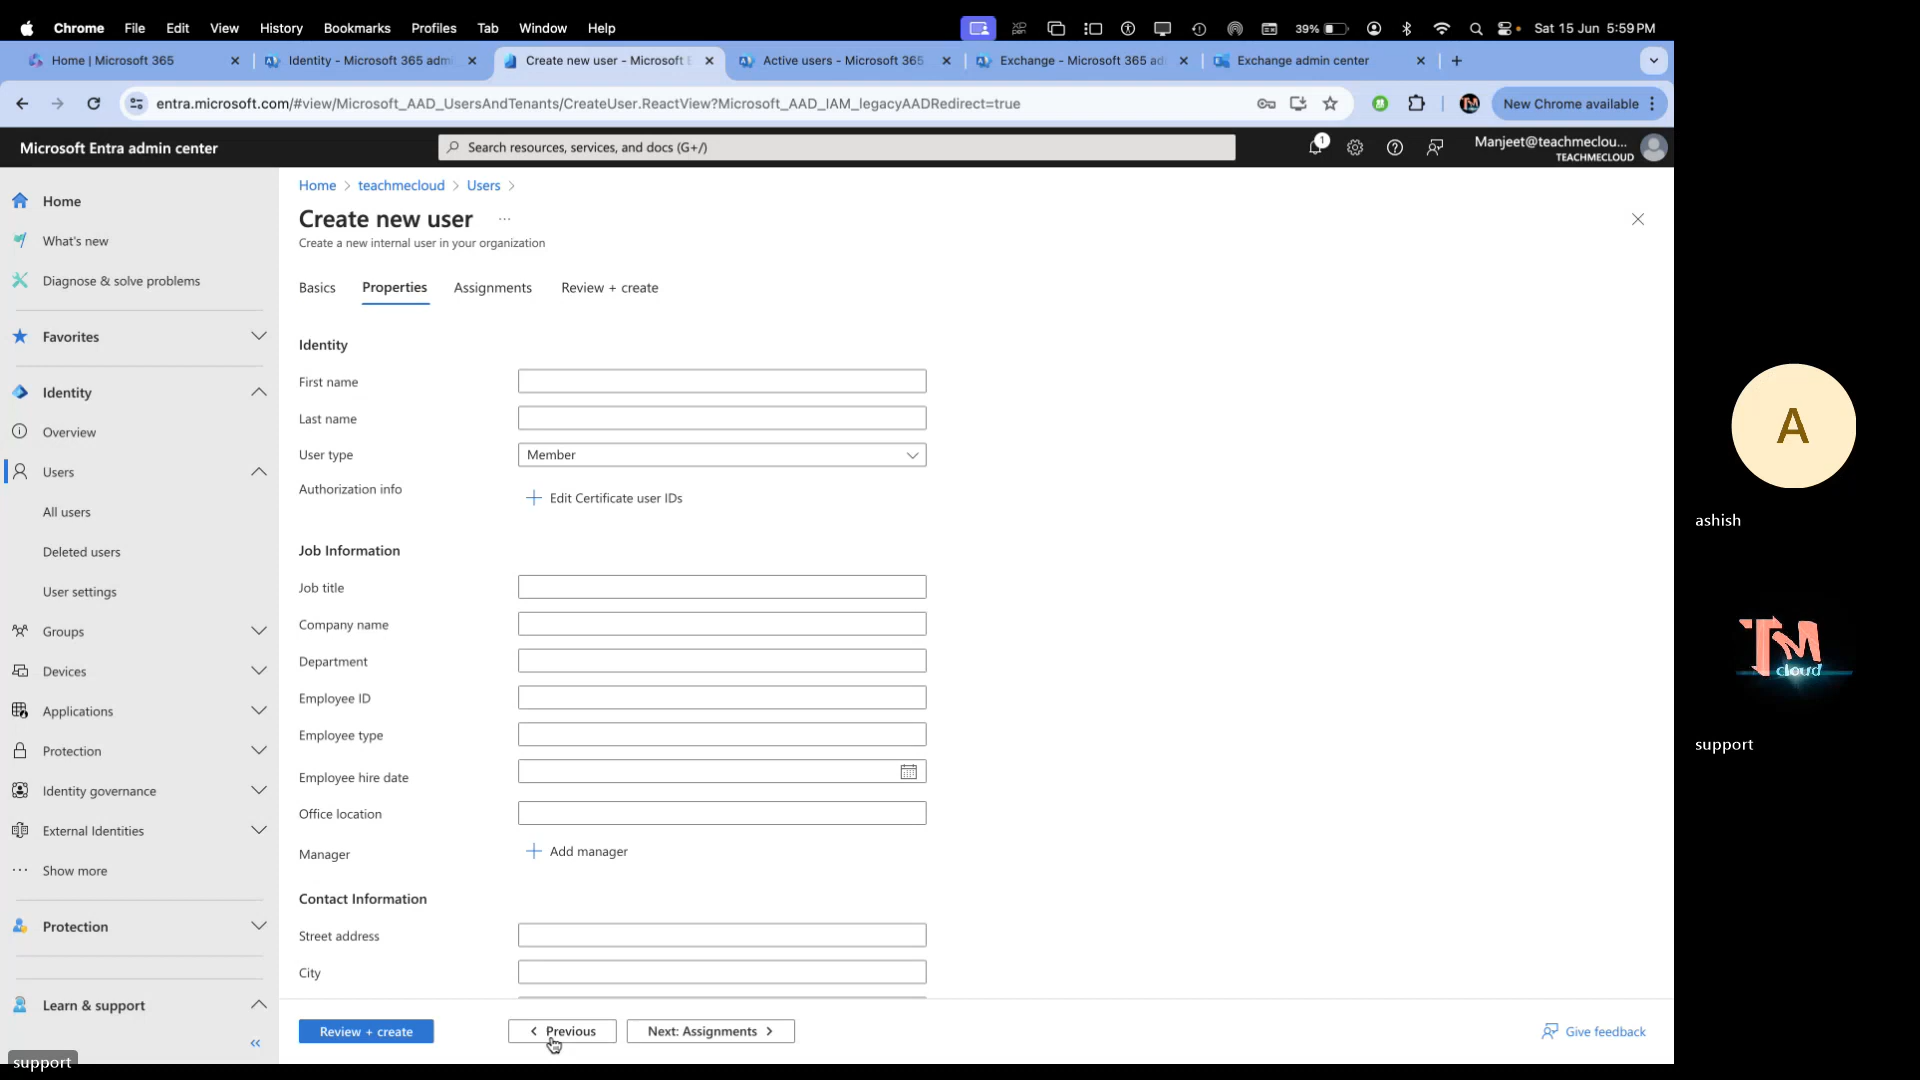 Chrome File Edit View History Bookmarks Profiles Tab Window Help 39% Sat 15 Jun 5:59 PM
Home | Microsoft 365
Identity - Microsoft 365 adm
Create new user - Microsoft E
Active users - Microsoft 365
Exchange - Microsoft 365 ad
Exchange admin center
entra.microsoft.com/#view/Microsoft_AAD_UsersAndTenants/CreateUser.ReactView?Microsoft_AAD_IAM_legacyAADRedirect=true
New Chrome available
Microsoft Entra admin center
Search resources, services, and docs (G+/)
1
Manjeet@teachmeclou...
TEACHMECLOUD
Home
What's new
Diagnose & solve problems
Favorites
Identity
Overview
Users
All users
Deleted users
User settings
Groups
Devices
Applications
Protection
Identity governance
External Identities
Show more
Protection
Learn & support
Home > teachmecloud > Users >
Create new user ...
Create a new internal user in your organization
Basics Properties Assignments Review + create
Identity
First name
Last name
User type Member
Authorization info + Edit Certificate user IDs
Job Information
Job title
Company name
Department
Employee ID
Employee type
Employee hire date
Office location
Manager + Add manager
Contact Information
Street address
City
Review + create < Previous Next: Assignments > Give feedback
support
A
ashish
TM
cloud
support